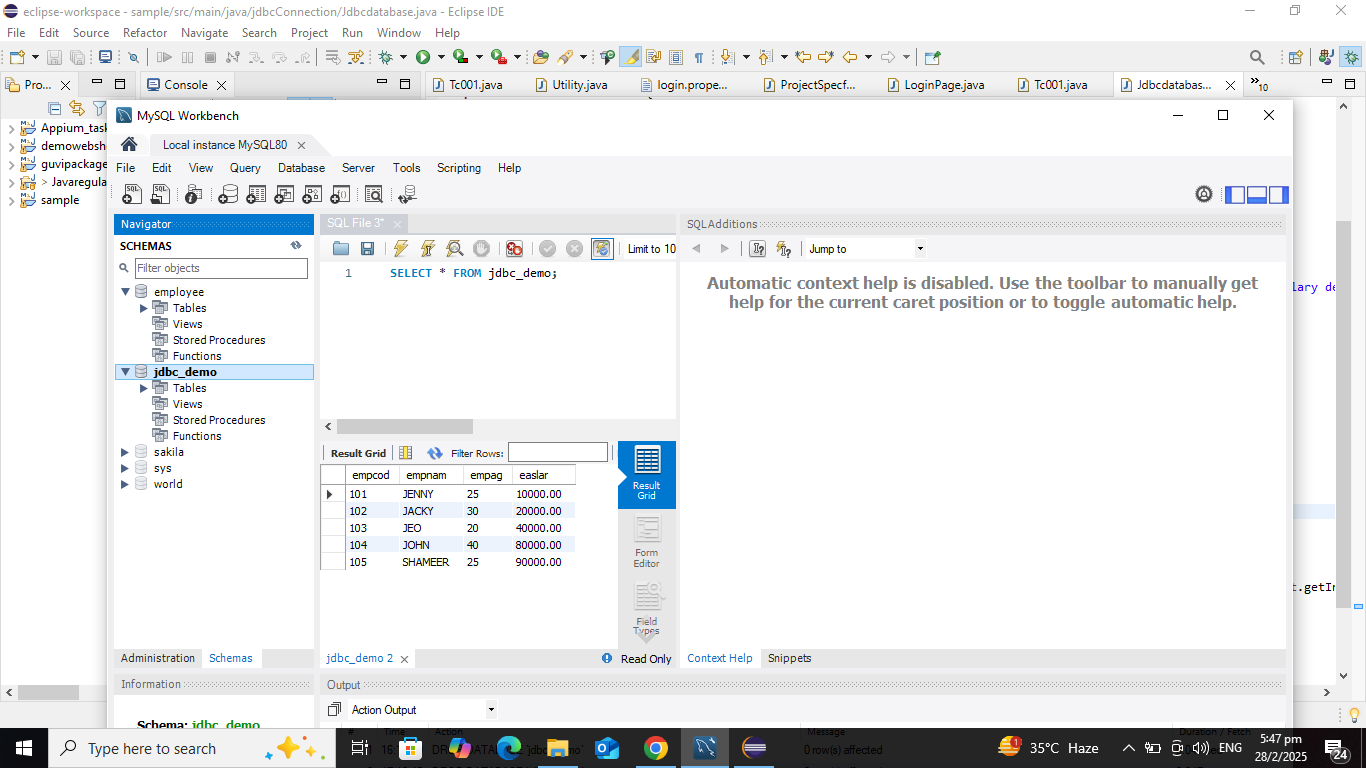 eclipse-workspace - sample/src/main/java/jdbcConnection/Jdbcdatabase.java - Eclipse IDE
File Edit Source Refactor Navigate Search Project Run Window Help
Pro... Console Tc001.java Utility.java login.prope... ProjectSpecf... LoginPage.java Tc001.java Jdbcdatabas... 10
Appium_task
demowebsh
guvipackage
> Javaregula
sample
MySQL Workbench
Local instance MySQL80
File Edit View Query Database Server Tools Scripting Help
Navigator
SCHEMAS
Filter objects
employee
Tables
Views
Stored Procedures
Functions
jdbc_demo
Tables
Views
Stored Procedures
Functions
sakila
sys
world
Administration Schemas
Information
Schema: jdbc_demo
SQL File 3*
Limit to 10
1 SELECT * FROM jdbc_demo;
Result Grid Filter Rows:
empcod empnam empag easlar
101 JENNY 25 10000.00
102 JACKY 30 20000.00
103 JEO 20 40000.00
104 JOHN 40 80000.00
105 SHAMEER 25 90000.00
Result Grid
Form Editor
Field Types
jdbc_demo 2 Read Only
SQLAdditions
Jump to
Automatic context help is disabled. Use the toolbar to manually get
help for the current caret position or to toggle automatic help.
Context Help Snippets
lary de
t.getIn
Output
Action Output
# Time Action Message Duration / Fetch
0 row(s) affected
Type here to search
35°C Haze
ENG
5:47 pm
28/2/2025
24